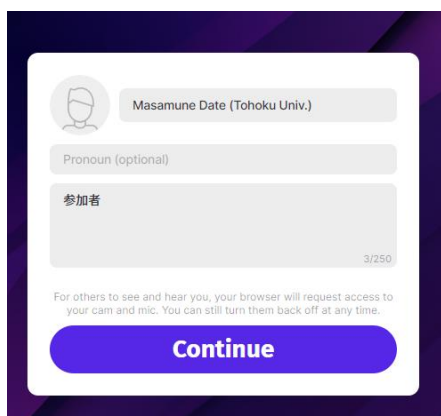 Masamune Date (Tohoku Univ.)
Pronoun (optional)
参加者
3/250
For others to see and hear you, your browser will request access to
your cam and mic. You can still turn them back off at any time.
Continue